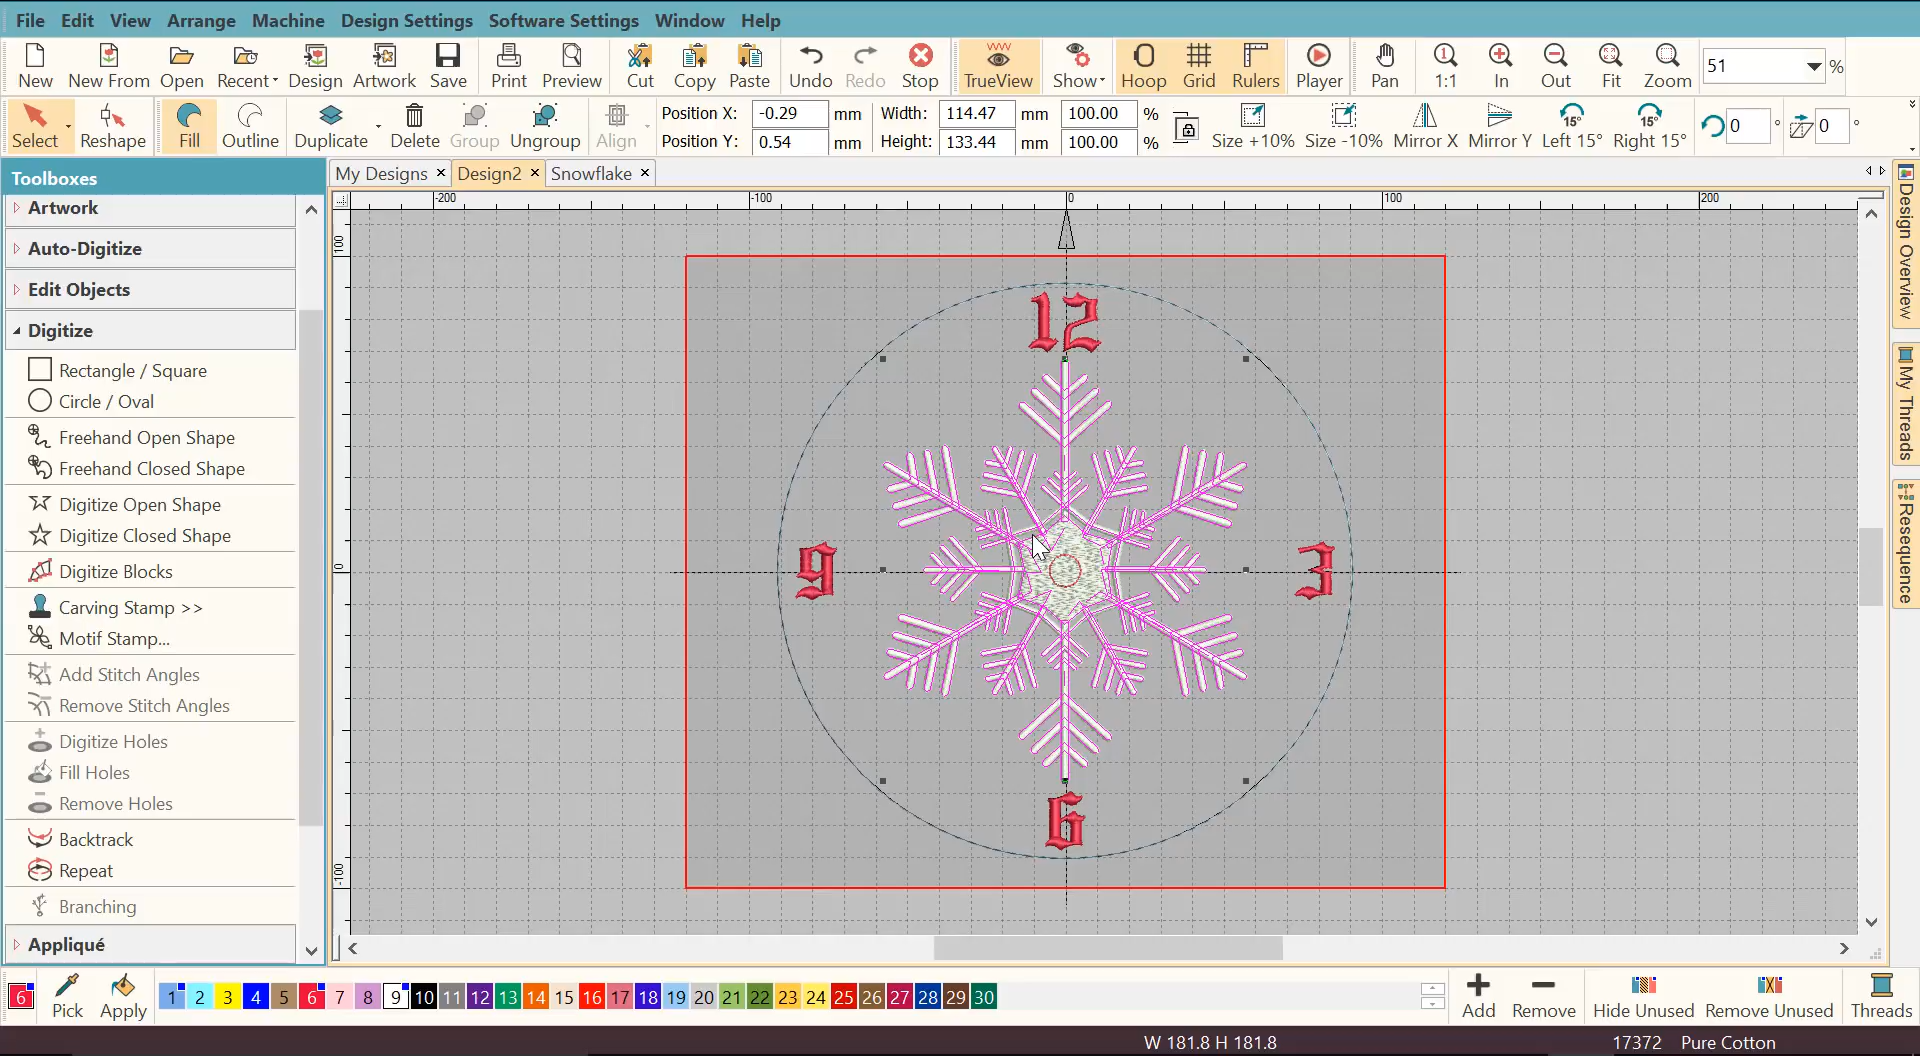 File Edit View Arrange Machine Design Settings Software Settings Window Help
New New From Open Recent Design Artwork Save Print Preview Cut Copy Paste Undo Redo Stop TrueView Show Hoop Grid Rulers Player Pan 1:1 In Out Fit Zoom 51 %
Select Reshape Fill Outline Duplicate Delete Group Ungroup Align
Position X: -0.29 mm Width: 114.47 mm 100.00 %
Position Y: 0.54 mm Height: 133.44 mm 100.00 %
Size +10% Size -10% Mirror X Mirror Y Left 15° Right 15° 0 ° 0 °
Toolboxes
My Designs × Design2 × Snowflake ×
-200 -100 0 100 200
100
0
-100
Artwork
Auto-Digitize
Edit Objects
Digitize
Rectangle / Square
Circle / Oval
Freehand Open Shape
Freehand Closed Shape
Digitize Open Shape
Digitize Closed Shape
Digitize Blocks
Carving Stamp >>
Motif Stamp...
Add Stitch Angles
Remove Stitch Angles
Digitize Holes
Fill Holes
Remove Holes
Backtrack
Repeat
Branching
Appliqué
12
9
3
6
Design Overview
My Threads
Resequence
6 Pick Apply 1 2 3 4 5 6 7 8 9 10 11 12 13 14 15 16 17 18 19 20 21 22 23 24 25 26 27 28 29 30 Add Remove Hide Unused Remove Unused Threads
W 181.8 H 181.8 17372 Pure Cotton